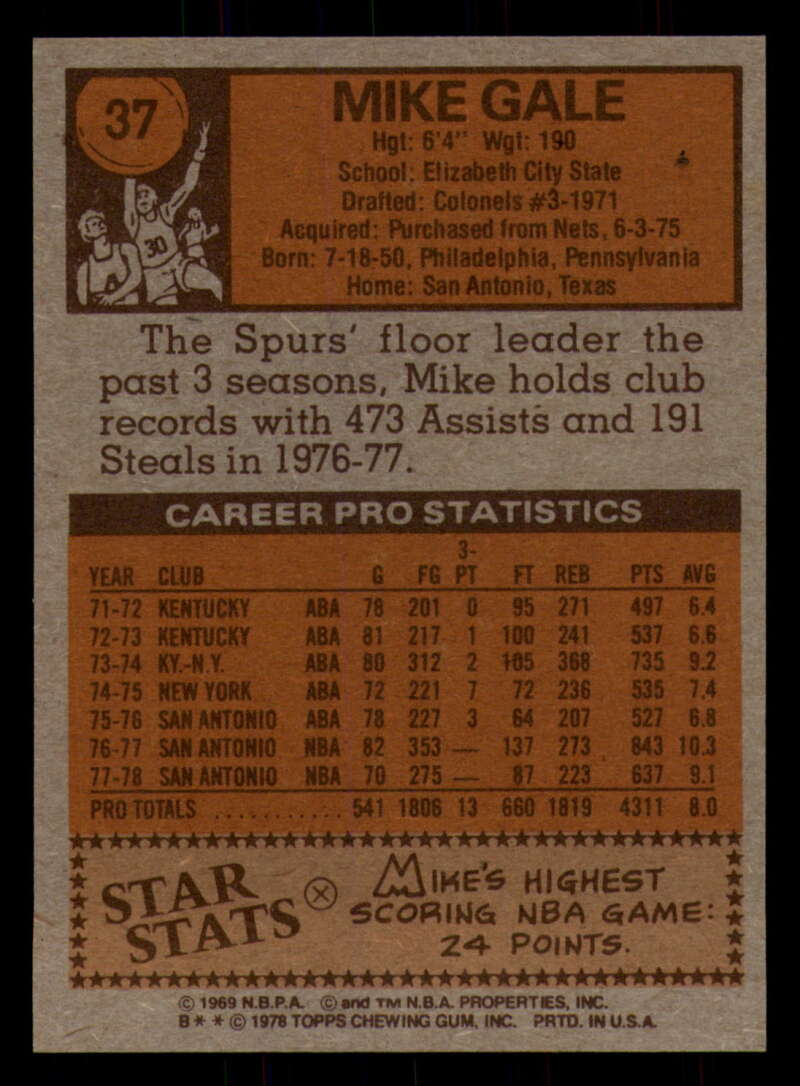 37
MIKE GALE
Hgt: 6'4" Wgt: 190
School: Elizabeth City State
Drafted: Colonels #3-1971
Acquired: Purchased from Nets, 6-3-75
Born: 7-18-50, Philadelphia, Pennsylvania
Home: San Antonio, Texas
30
The Spurs' floor leader the
past 3 seasons, Mike holds club
records with 473 Assists and 191
Steals in 1976-77.
CAREER PRO STATISTICS
YEAR CLUB G FG 3-PT FT REB PTS AVG
71-72 KENTUCKY ABA 78 201 0 95 271 497 6.4
72-73 KENTUCKY ABA 81 217 1 100 241 537 6.6
73-74 KY.-N.Y. ABA 80 312 2 105 368 735 9.2
74-75 NEW YORK ABA 72 221 7 72 236 535 7.4
75-76 SAN ANTONIO ABA 78 227 3 64 207 527 6.8
76-77 SAN ANTONIO NBA 82 353 — 137 273 843 10.3
77-78 SAN ANTONIO NBA 70 275 — 87 223 637 9.1
PRO TOTALS ........... 541 1806 13 660 1819 4311 8.0
STAR STATS
MIKE'S HIGHEST
SCORING NBA GAME:
24 POINTS.
© 1969 N.B.P.A. © and TM N.B.A. PROPERTIES, INC.
B * * © 1978 TOPPS CHEWING GUM, INC. PRTD. IN U.S.A.